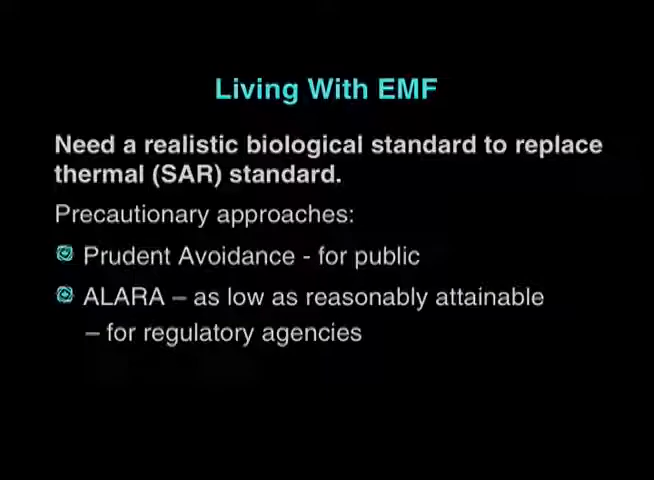 Living With EMF
Need a realistic biological standard to replace
thermal (SAR) standard.
Precautionary approaches:
Prudent Avoidance - for public
ALARA – as low as reasonably attainable
– for regulatory agencies